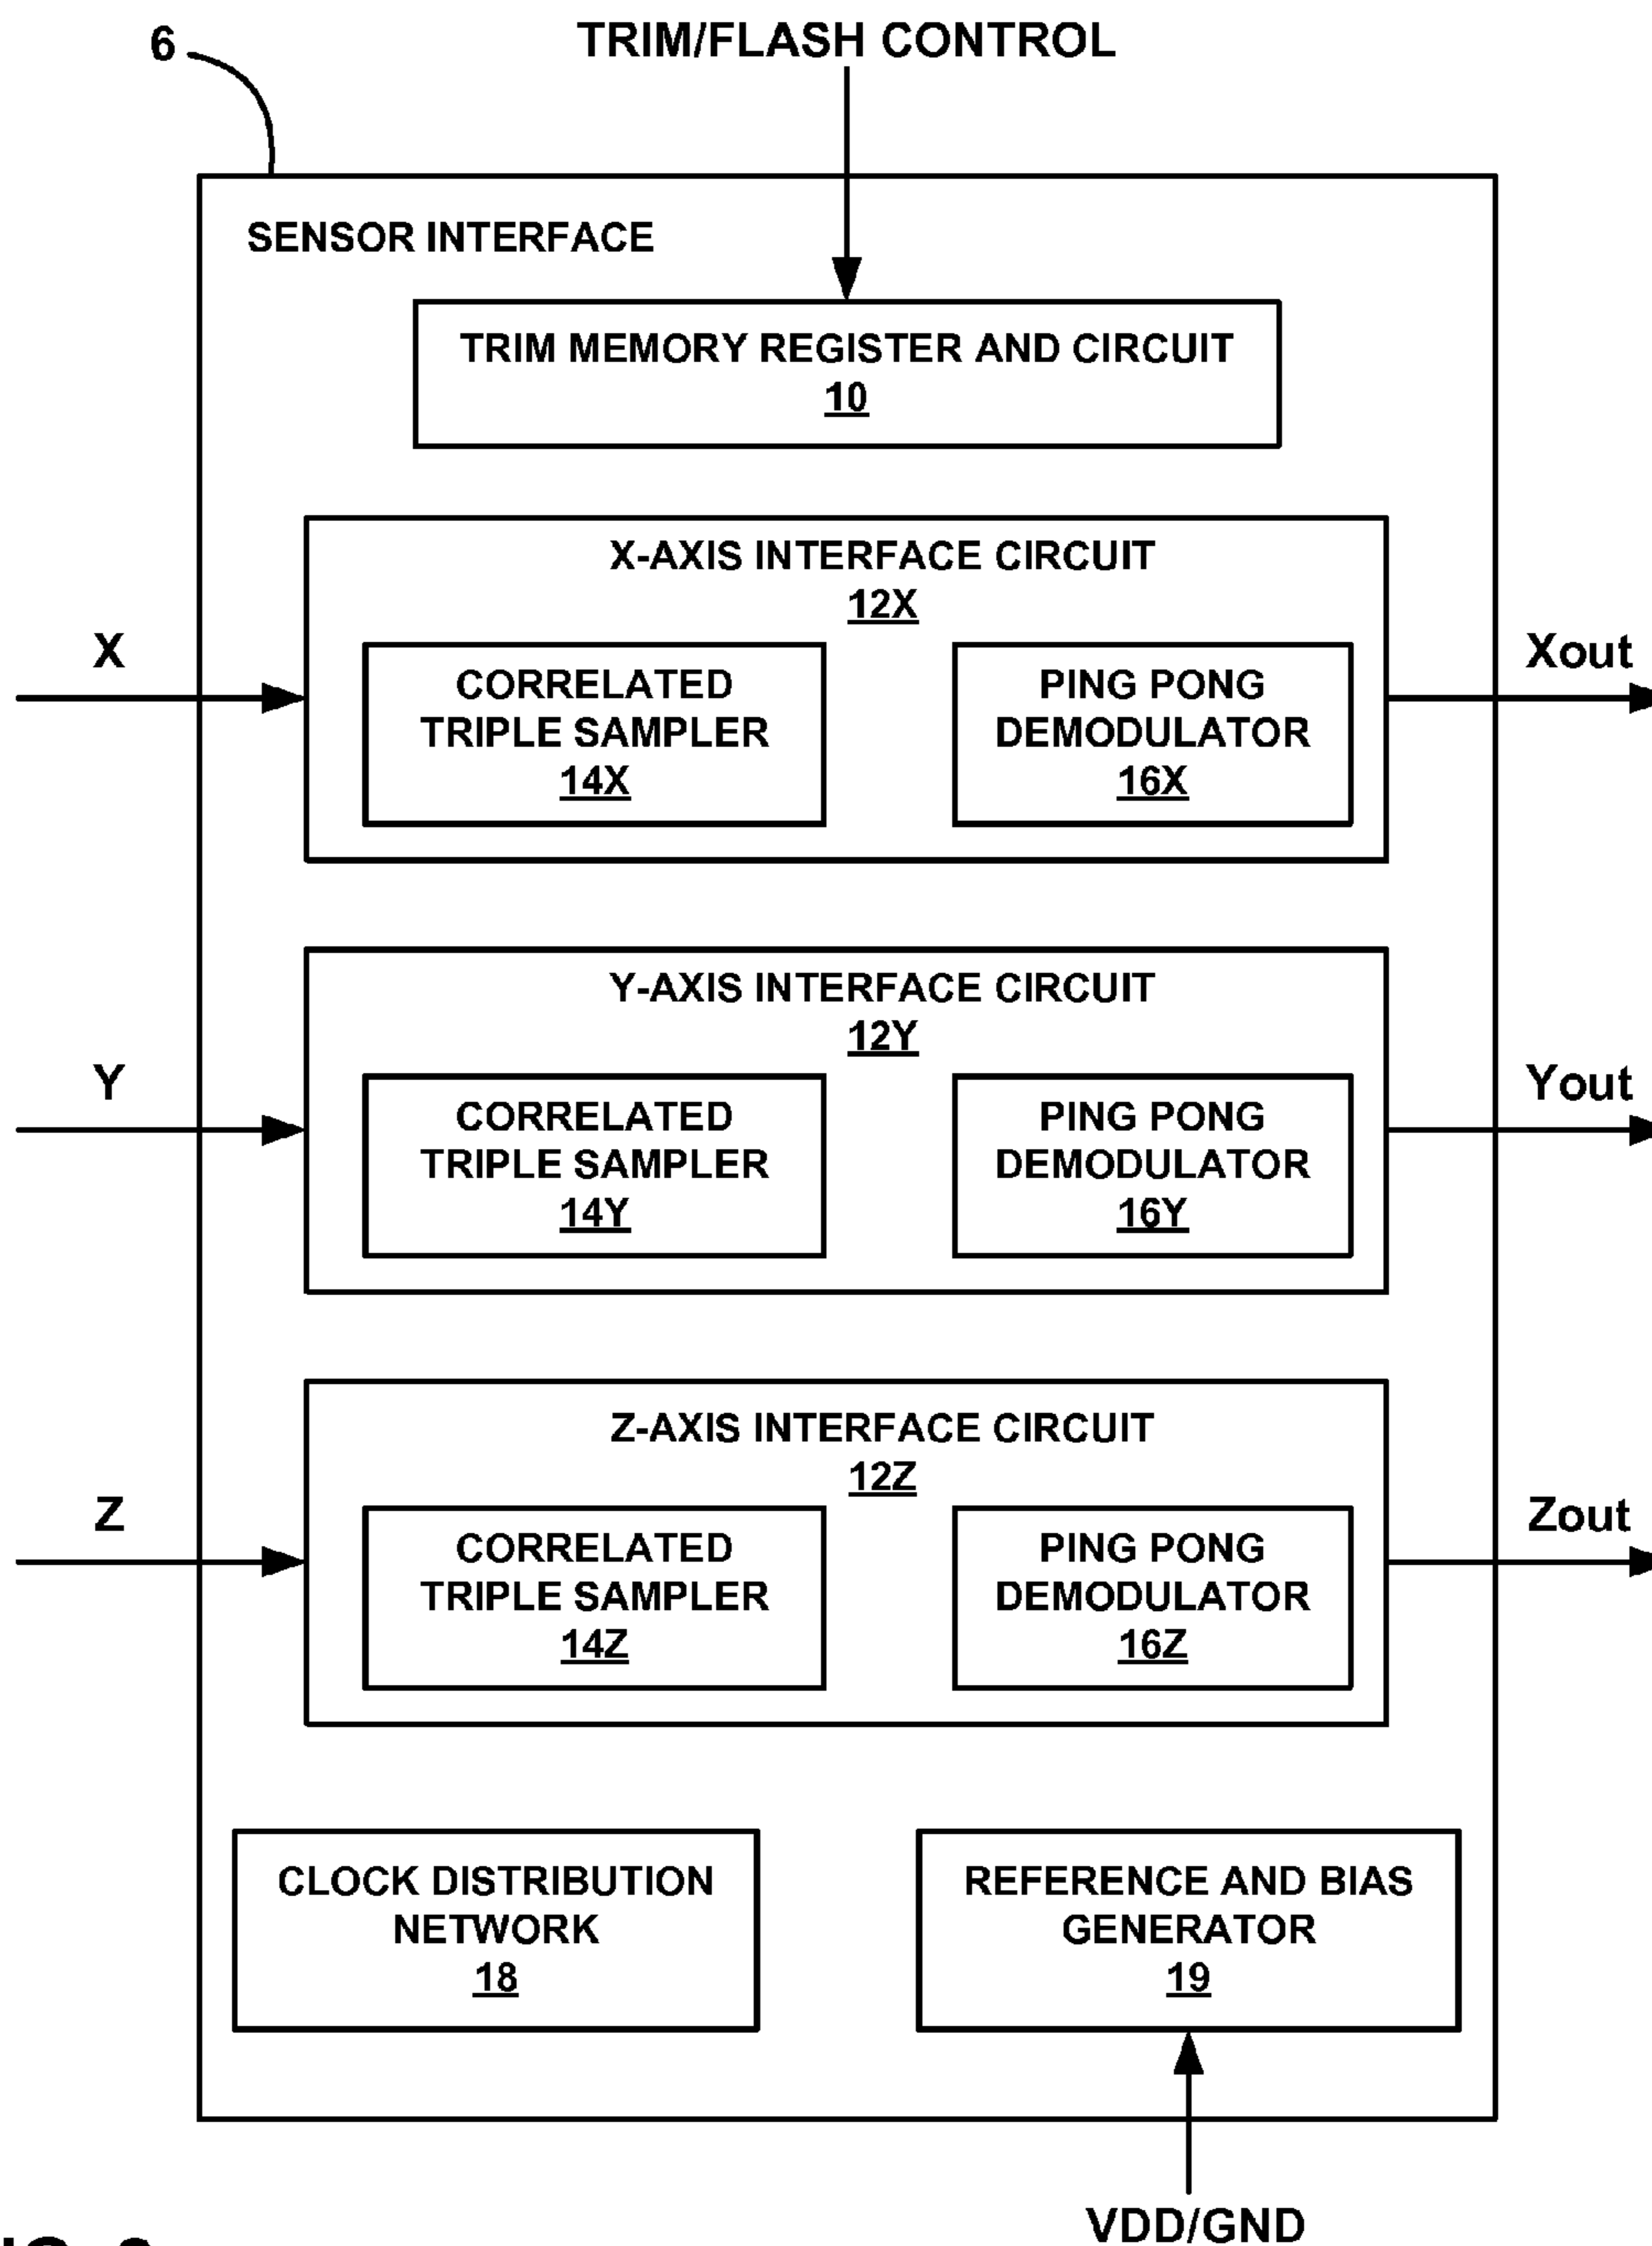 6
TRIM/FLASH CONTROL
SENSOR INTERFACE
TRIM MEMORY REGISTER AND CIRCUIT
10
X-AXIS INTERFACE CIRCUIT
12X
X
CORRELATED
TRIPLE SAMPLER
14X
PING PONG
DEMODULATOR
16X
Xout
Y-AXIS INTERFACE CIRCUIT
12Y
Y
CORRELATED
TRIPLE SAMPLER
14Y
PING PONG
DEMODULATOR
16Y
Yout
Z-AXIS INTERFACE CIRCUIT
12Z
Z
CORRELATED
TRIPLE SAMPLER
14Z
PING PONG
DEMODULATOR
16Z
Zout
CLOCK DISTRIBUTION
NETWORK
18
REFERENCE AND BIAS
GENERATOR
19
VDD/GND